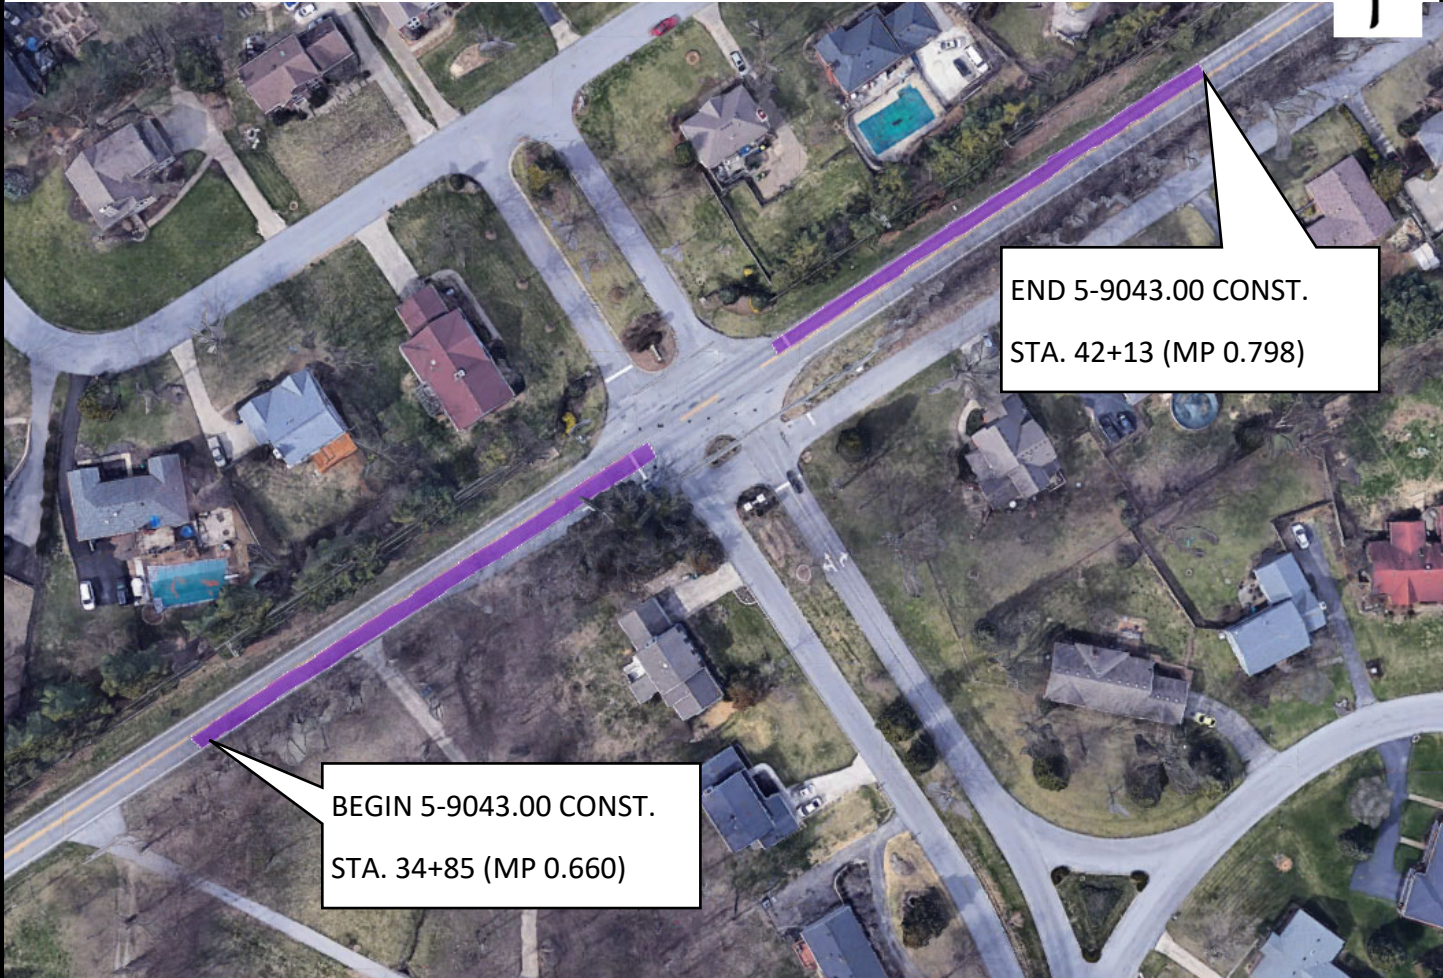 END 5-9043.00 CONST.
STA. 42+13 (MP 0.798)
BEGIN 5-9043.00 CONST.
STA. 34+85 (MP 0.660)